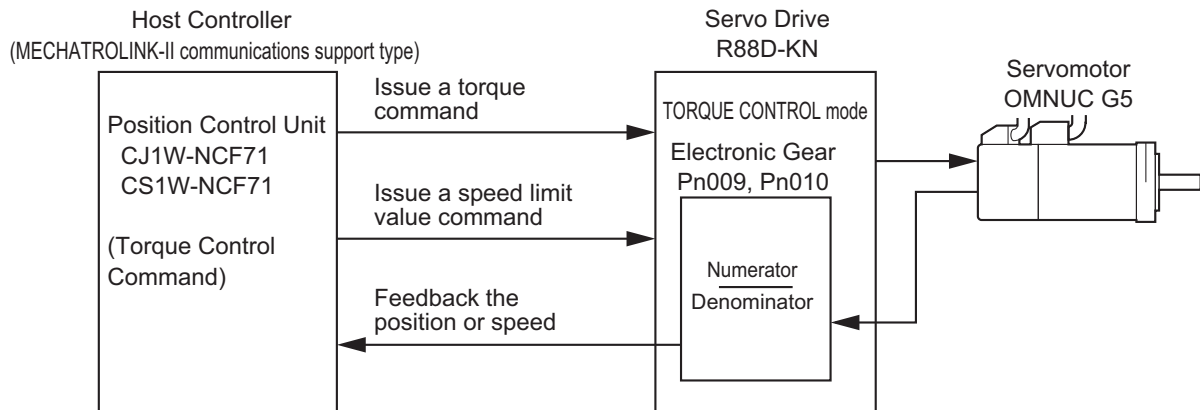 Host Controller
(MECHATROLINK-II communications support type)
Position Control Unit
CJ1W-NCF71
CS1W-NCF71
(Torque Control
Command)
Issue a torque
command
Issue a speed limit
value command
Feedback the
position or speed
Servo Drive
R88D-KN
TORQUE CONTROL mode
Electronic Gear
Pn009, Pn010
Numerator
Denominator
Servomotor
OMNUC G5